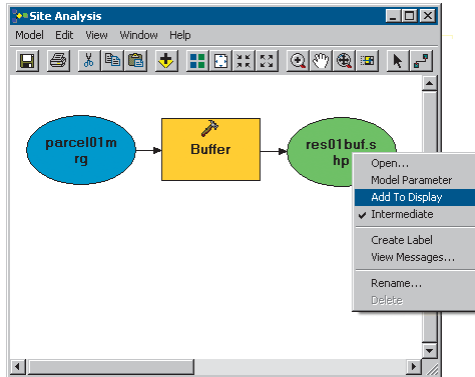 Site Analysis
Model Edit View Window Help
parcel01m
rg
Buffer
res01buf.s
hp
Open...
Model Parameter
Add To Display
Intermediate
Create Label
View Messages...
Rename...
Delete